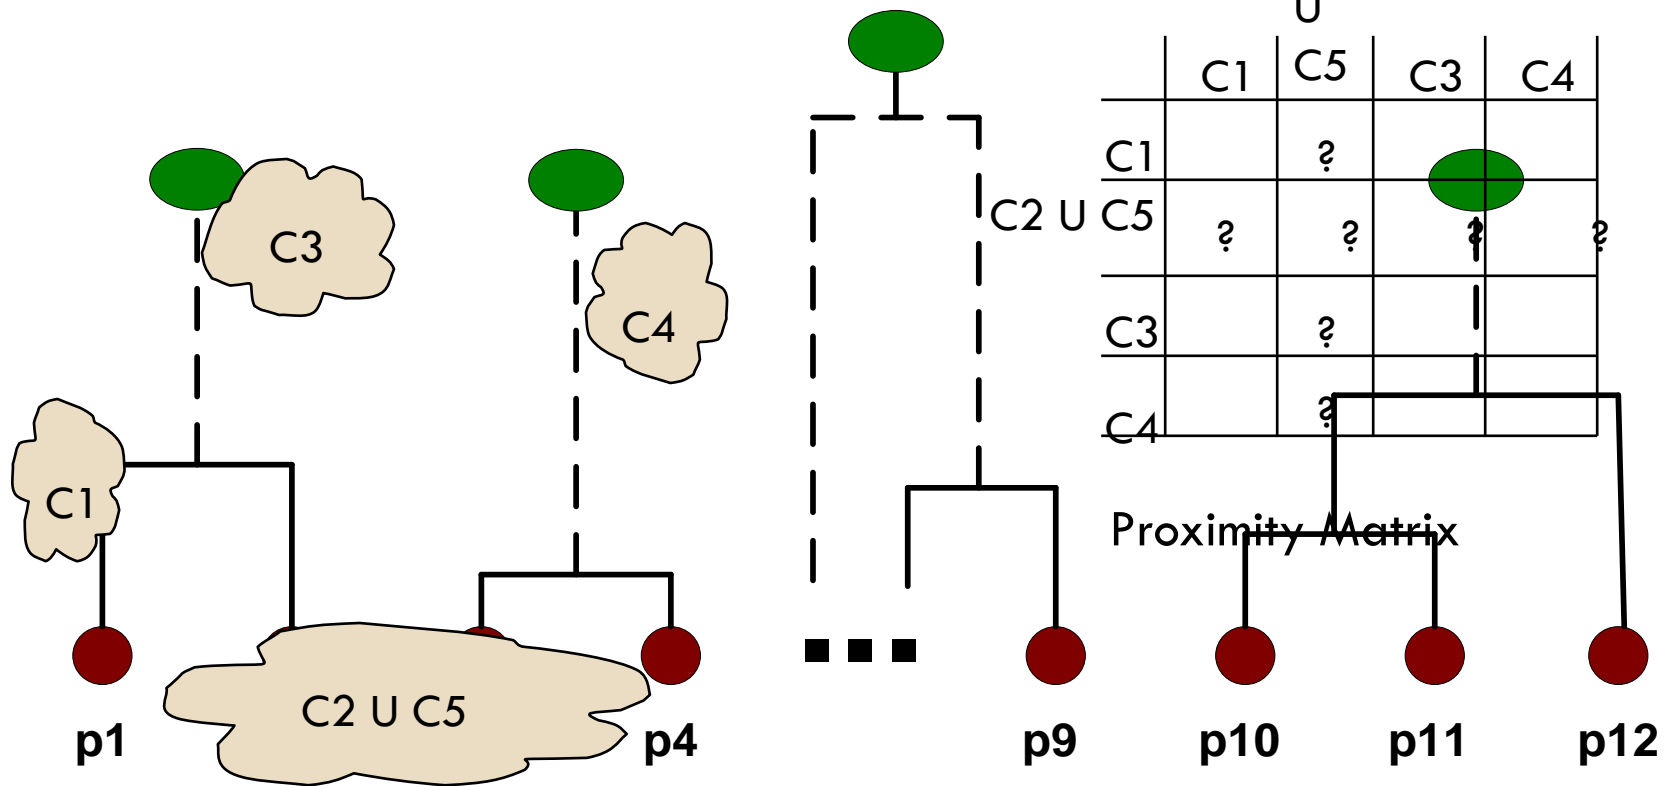 U
C1 C5 C3 C4
C1 ?
C2 U C5 ? ? ? ?
C3 ?
C4 ?
Proximity Matrix
C3
C4
C1
C2 U C5
p1 p4 p9 p10 p11 p12